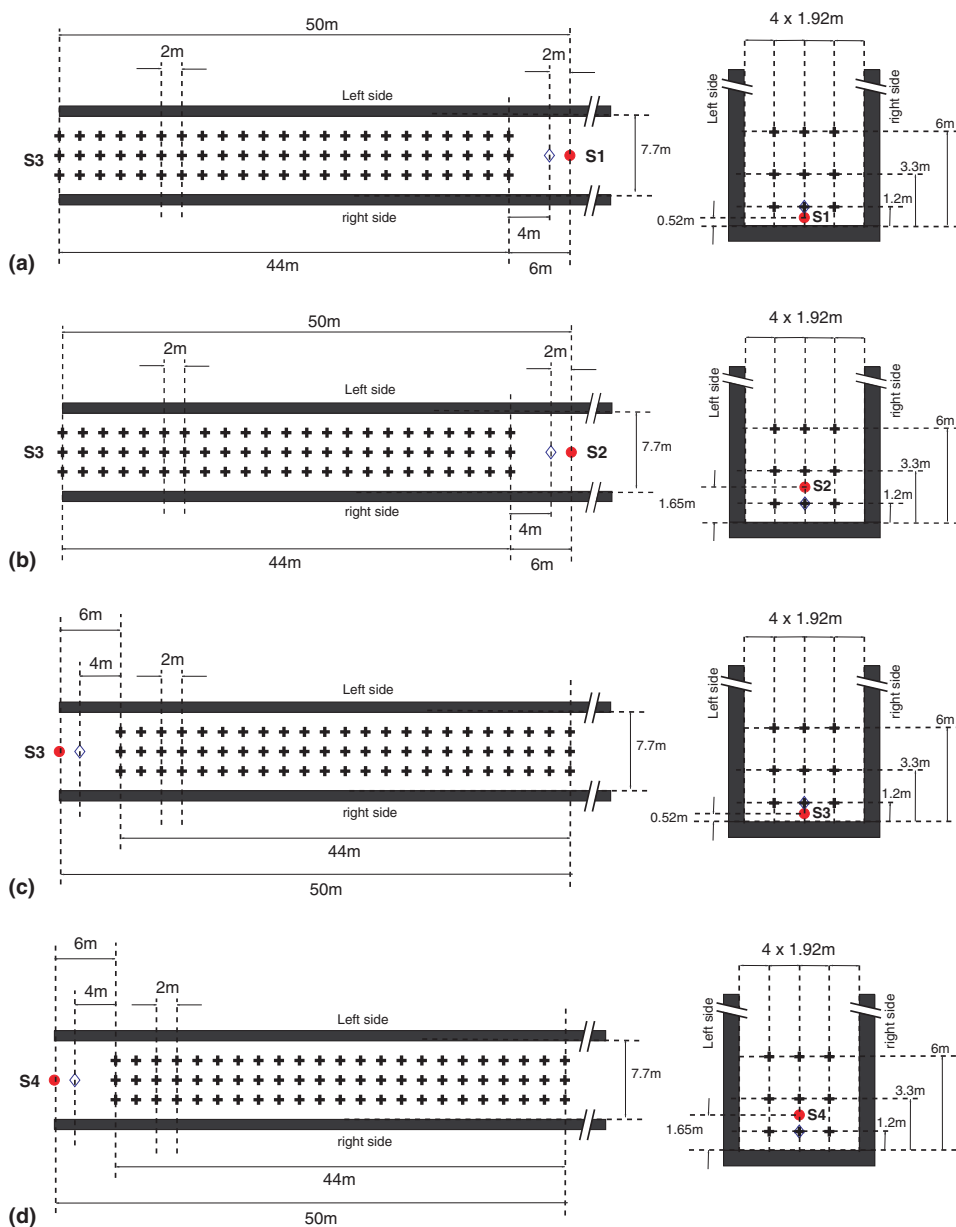 50m
4 x 1.92m
2m
2m
Left side
Left side
right side
6m
S3
S1
7.7m
3.3m
1.2m
0.52m
S1
right side
4m
(a)
44m
6m
50m
4 x 1.92m
2m
2m
Left side
Left side
right side
6m
S3
S2
7.7m
3.3m
S2
1.2m
1.65m
right side
4m
(b)
44m
6m
6m
4 x 1.92m
4m
2m
Left side
Left side
right side
6m
S3
7.7m
3.3m
1.2m
0.52m
S3
right side
44m
(c)
50m
6m
4 x 1.92m
4m
2m
Left side
Left side
right side
6m
S4
7.7m
3.3m
S4
1.2m
1.65m
right side
44m
(d)
50m